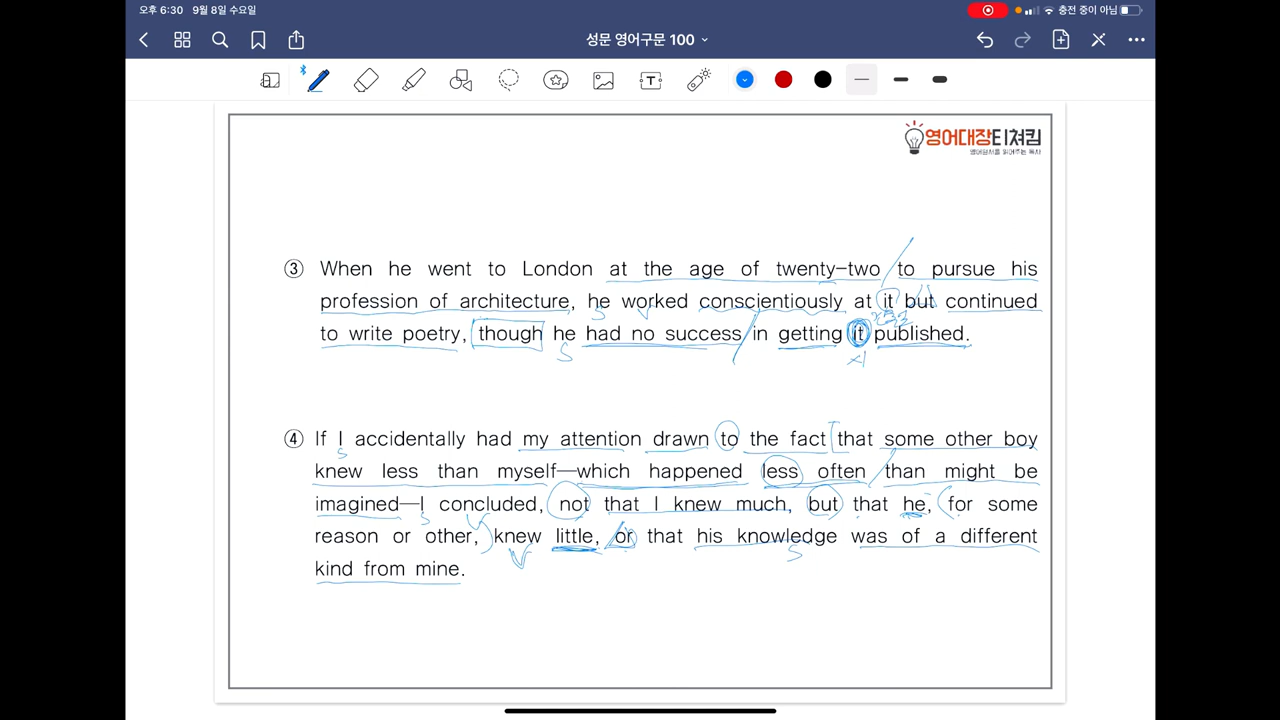 오후 6:30 9월 8일 수요일
충전 중이 아님
성문 영어구문 100
영어대장티쳐킴
③ When he went to London at the age of twenty-two to pursue his
profession of architecture, he worked conscientiously at it but continued
S V
to write poetry, though he had no success in getting it published.
S
④ If I accidentally had my attention drawn to the fact that some other boy
S
knew less than myself—which happened less often than might be
imagined—I concluded, not that I knew much, but that he, for some
S V
reason or other, knew little, or that his knowledge was of a different
V S
kind from mine.